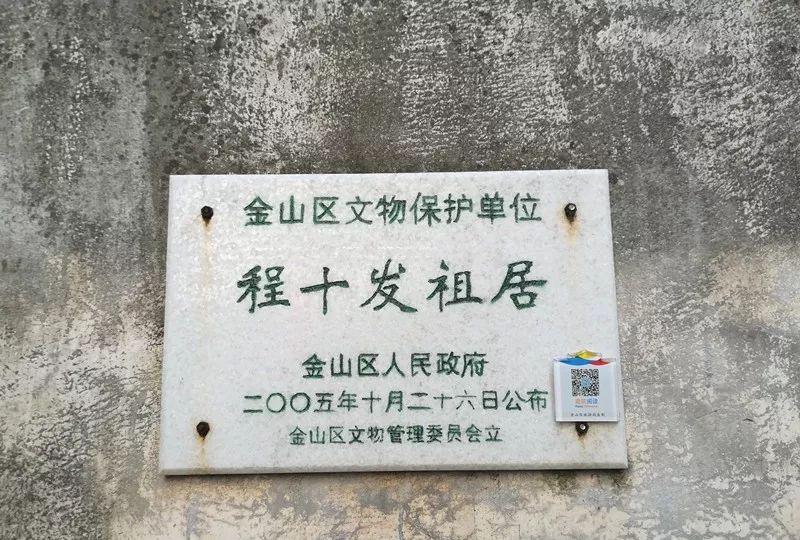 金山区文物保护单位
程十发祖居
金山区人民政府
二〇〇五年十月二十六日公布
金山区文物管理委员会立